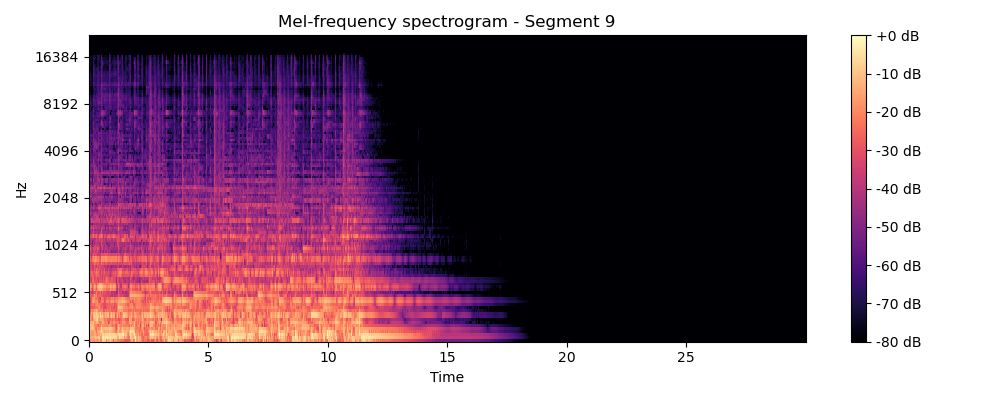 Mel-frequency spectrogram - Segment 9
16384
8192
4096
2048
1024
512
0
Hz
0
5
10
15
20
25
Time
+0 dB
-10 dB
-20 dB
-30 dB
-40 dB
-50 dB
-60 dB
-70 dB
-80 dB